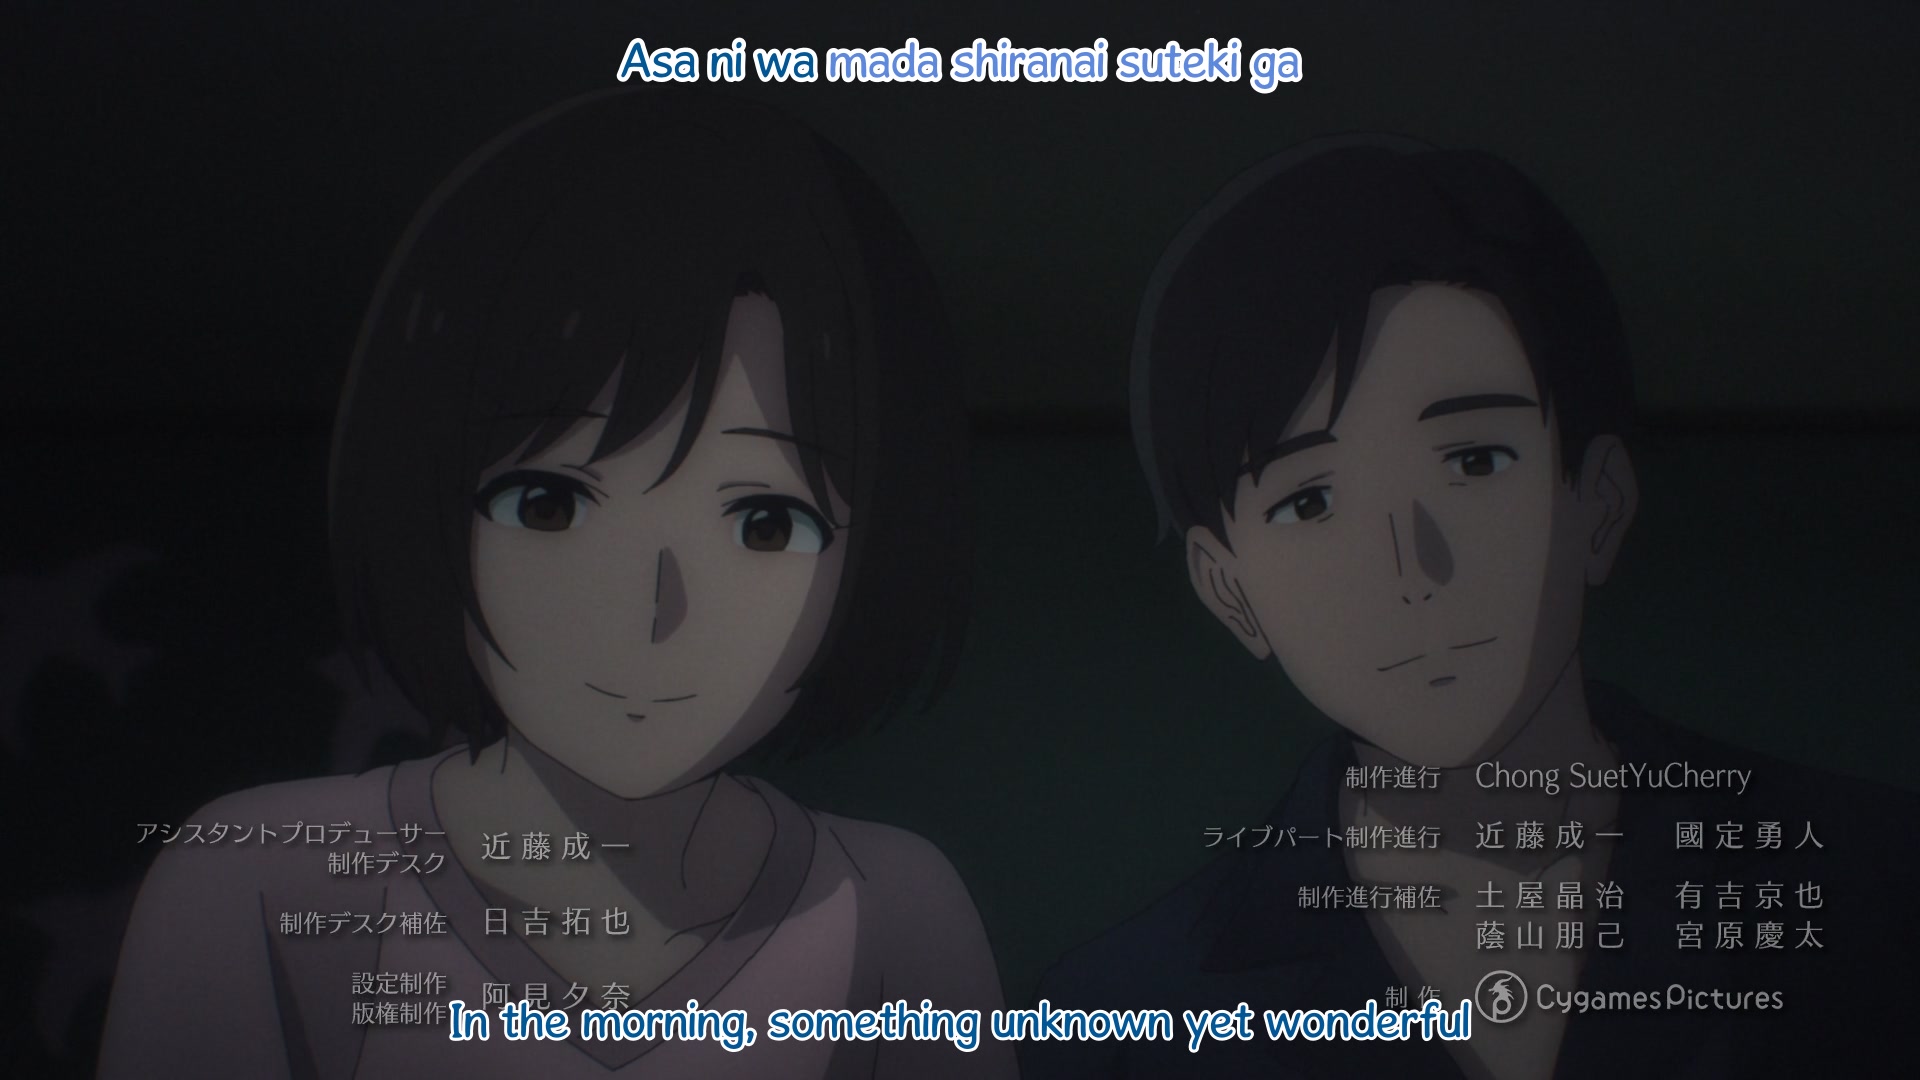 Asa ni wa mada shiranai suteki ga
アシスタントプロデューサー
制作デスク
近藤成一
制作デスク補佐 日吉拓也
設定制作
版権制作
阿見夕奈
制作進行 Chong SuetYuCherry
ライブパート制作進行 近藤成一 國定勇人
制作進行補佐 土屋晶治 有吉京也
蔭山朋己 宮原慶太
制作 CygamesPictures
In the morning, something unknown yet wonderful